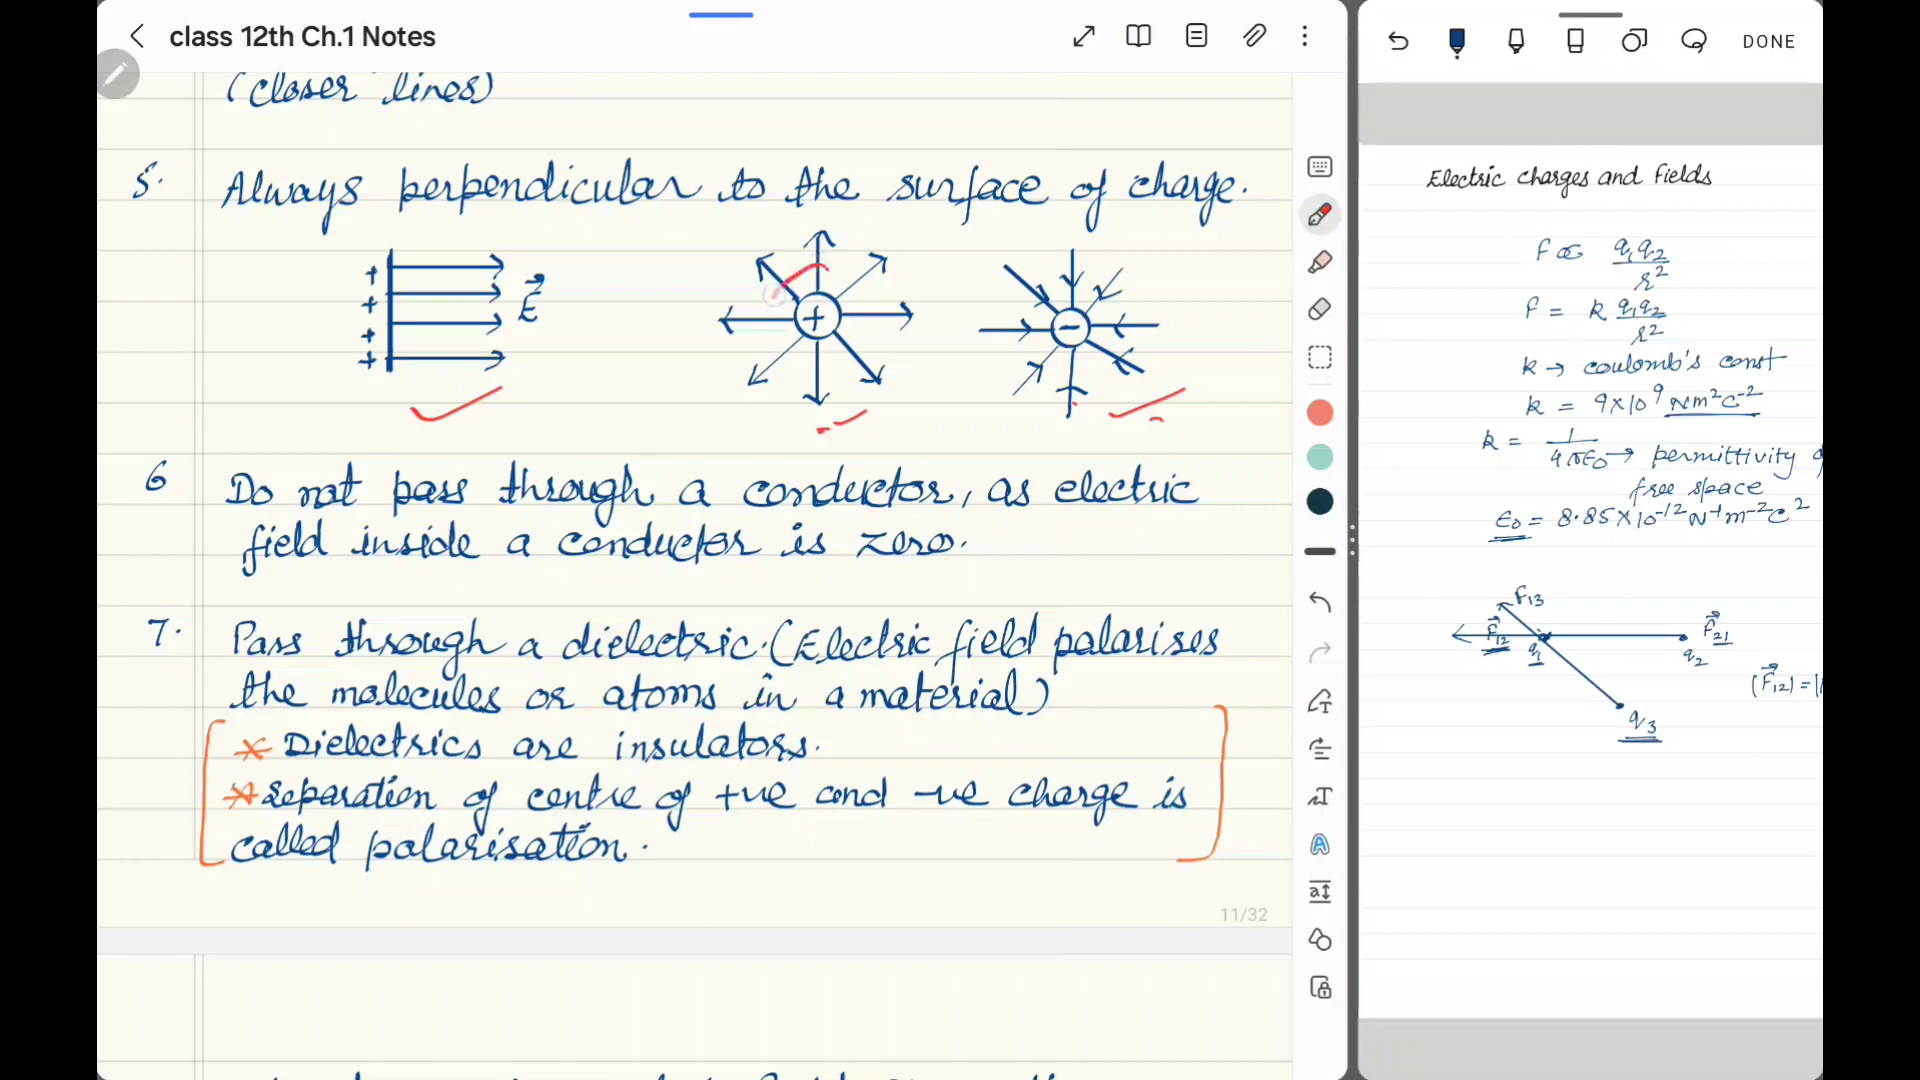 class 12th Ch.1 Notes
(closer lines)
5. Always perpendicular to the surface of charge.
+
+
+
+
E⃗
+
−
6 Do not pass through a conductor, as electric
field inside a conductor is zero.
7. Pass through a dielectric. (Electric field polarises
the molecules or atoms in a material)
* Dielectrics are insulators.
* Separation of centre of +ve and -ve charge is
called polarisation.
11/32
DONE
Electric charges and fields
F ∝ q₁q₂/r²
F = k q₁q₂/r²
k → coulomb's const
k = 9×10⁹ Nm²C⁻²
k = 1/4πε₀ → permittivity
free space
ε₀ = 8.85×10⁻¹² N⁻¹m⁻²C²
F₁₃
F⃗₁₂
q₁
F⃗₂₁
q₂
(F⃗₁₂) =
q₃